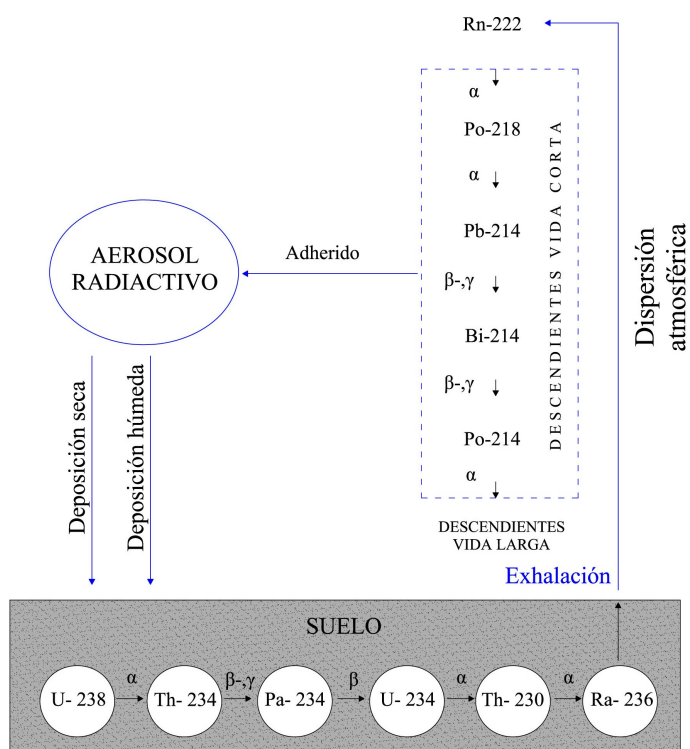 Rn-222
α
Po-218
α
Pb-214
β-,γ
Bi-214
β-,γ
Po-214
α
DESCENDIENTES VIDA CORTA
DESCENDIENTES
VIDA LARGA
Dispersión
atmosférica
Exhalación
Adherido
AEROSOL
RADIACTIVO
Deposición seca
Deposición húmeda
SUELO
U- 238
α
Th- 234
β-,γ
Pa- 234
β
U- 234
α
Th- 230
α
Ra- 236